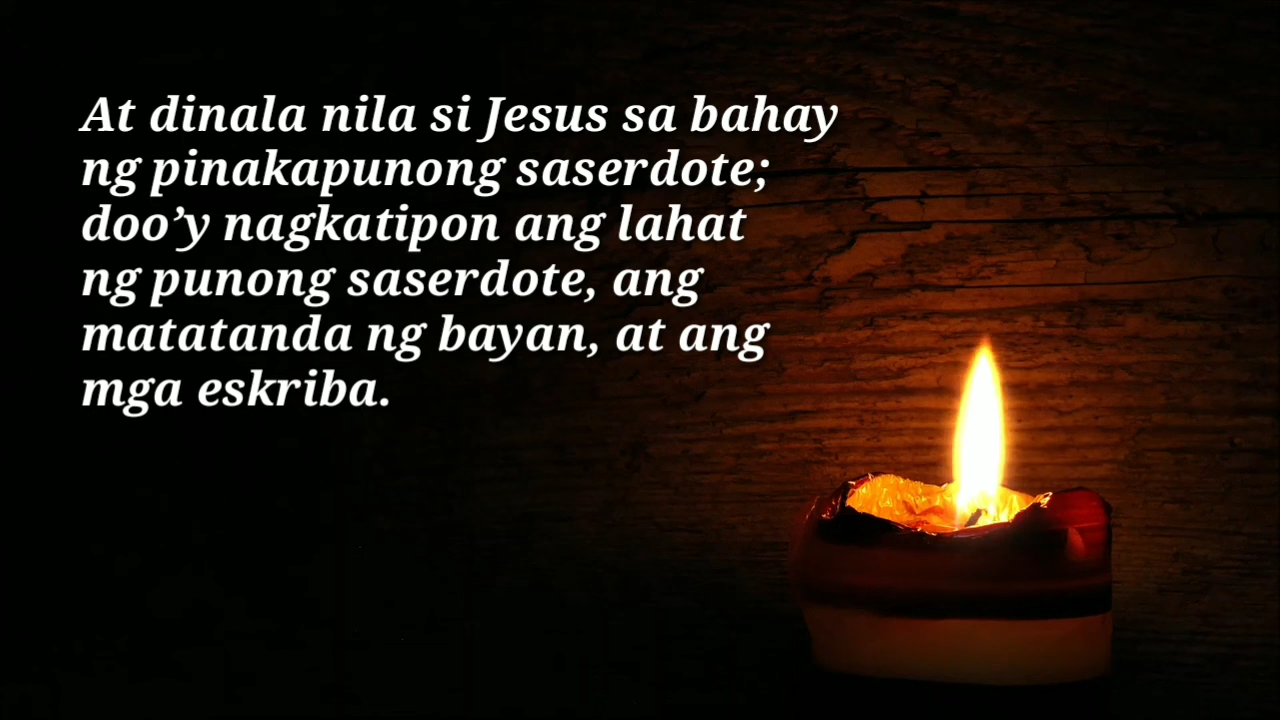 At dinala nila si Jesus sa bahay
ng pinakapunong saserdote;
doo’y nagkatipon ang lahat
ng punong saserdote, ang
matatanda ng bayan, at ang
mga eskriba.